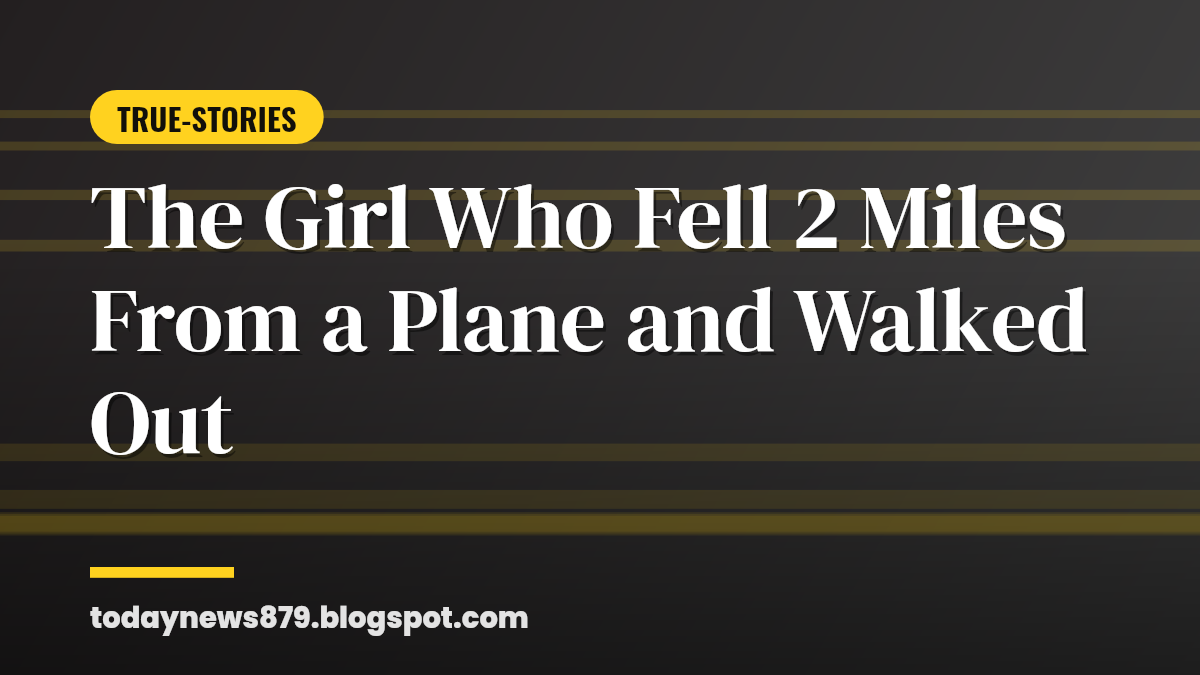 TRUE-STORIES
The Girl Who Fell 2 Miles
From a Plane and Walked
Out
todaynews879.blogspot.com